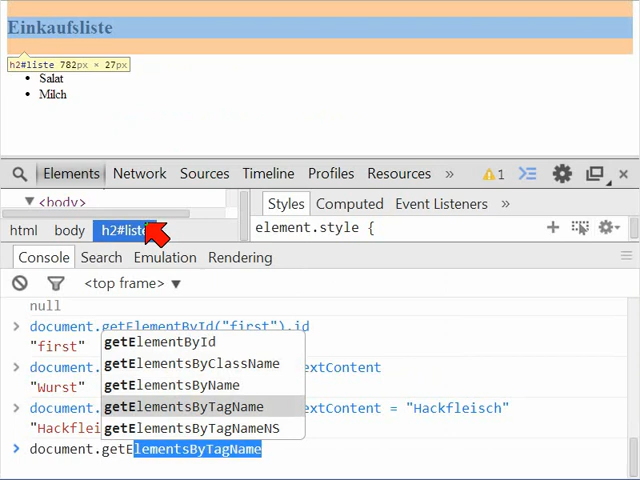 Einkaufsliste
h2#liste 782px × 27px
Salat
Milch
Elements Network Sources Timeline Profiles Resources » 1
<body>
Styles Computed Event Listeners »
html body h2#liste
element.style {
Console Search Emulation Rendering
<top frame>
null
document.getElementById("first").id
"first"
getElementById
getElementsByClassName
extContent
"Wurst"
getElementsByName
getElementsByTagName
extContent = "Hackfleisch"
"Hackflei
getElementsByTagNameNS
document.getElementsByTagName